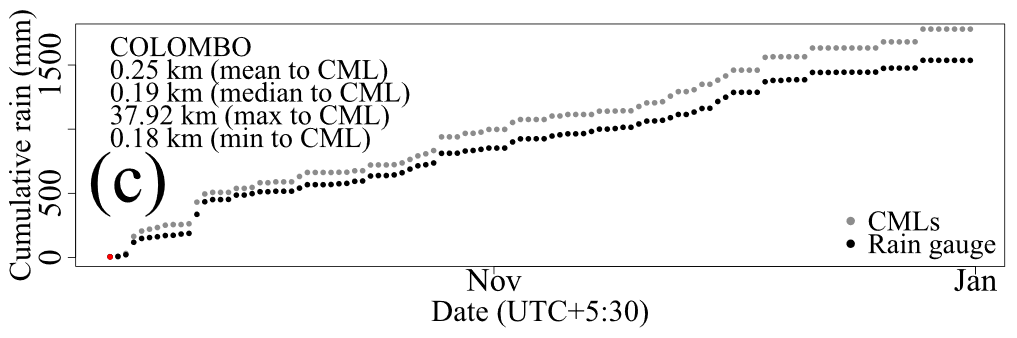 Cumulative rain (mm)
1500
500
0
COLOMBO
0.25 km (mean to CML)
0.19 km (median to CML)
37.92 km (max to CML)
0.18 km (min to CML)
(c)
CMLs
Rain gauge
Nov
Jan
Date (UTC+5:30)